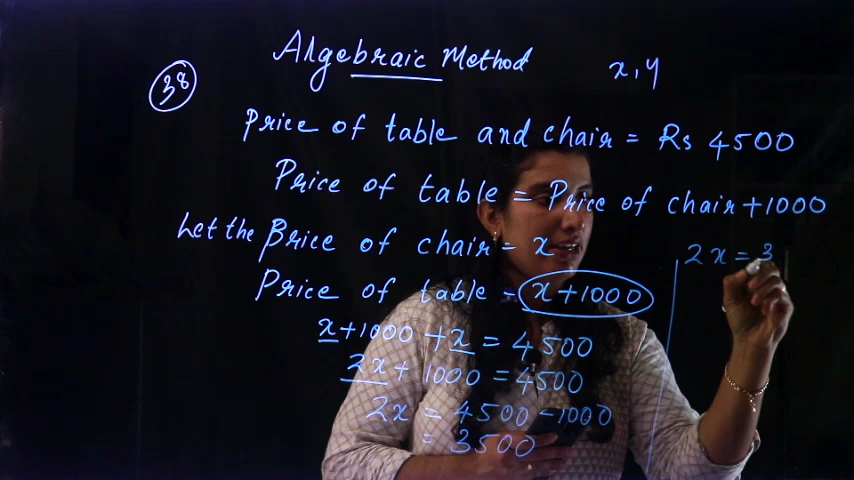 Algebraic Method
x, y
38
Price of table and chair = Rs 4500
Price of table = Price of chair + 1000
Let the Price of chair = x
Price of table = x + 1000
x + 1000 + x = 4500
2x + 1000 = 4500
2x = 4500 - 1000
= 3500
2x = 3